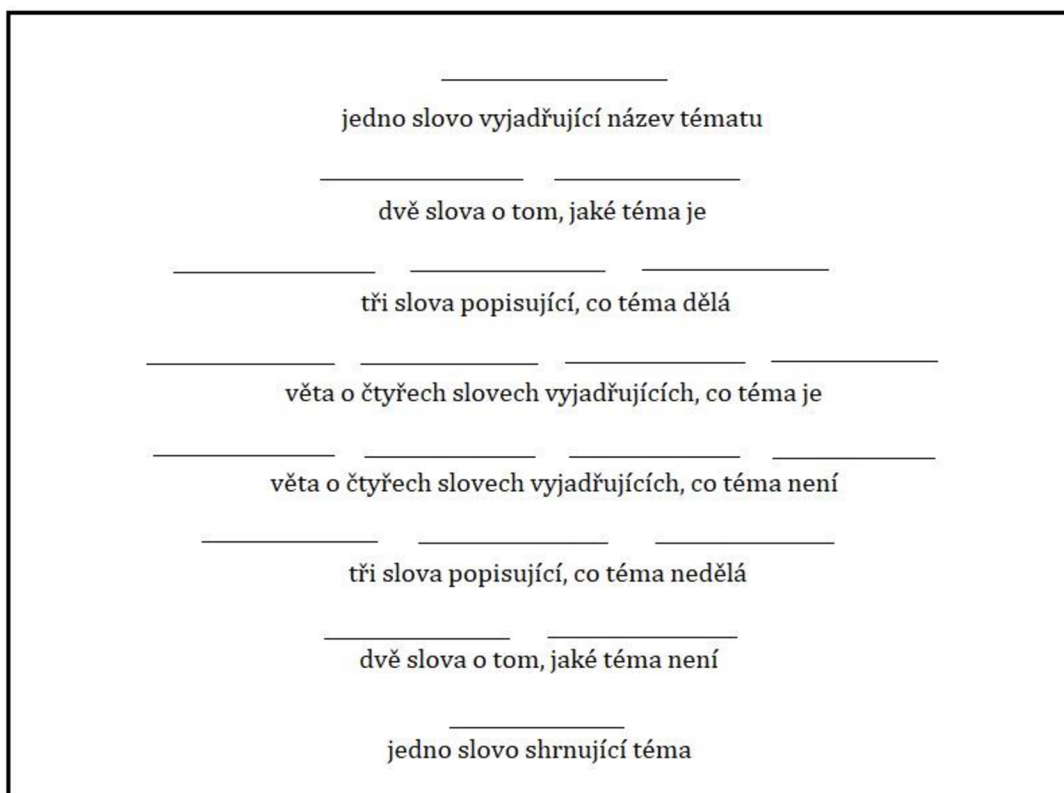 jedno slovo vyjadřující název tématu
dvě slova o tom, jaké téma je
tři slova popisující, co téma dělá
věta o čtyřech slovech vyjadřujících, co téma je
věta o čtyřech slovech vyjadřujících, co téma není
tři slova popisující, co téma nedělá
dvě slova o tom, jaké téma není
jedno slovo shrnující téma